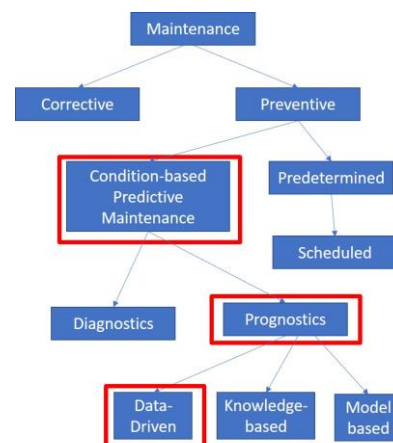 Maintenance
Corrective
Preventive
Condition-based
Predictive
Maintenance
Predetermined
Scheduled
Diagnostics
Prognostics
Data-
Driven
Knowledge-
based
Model
based